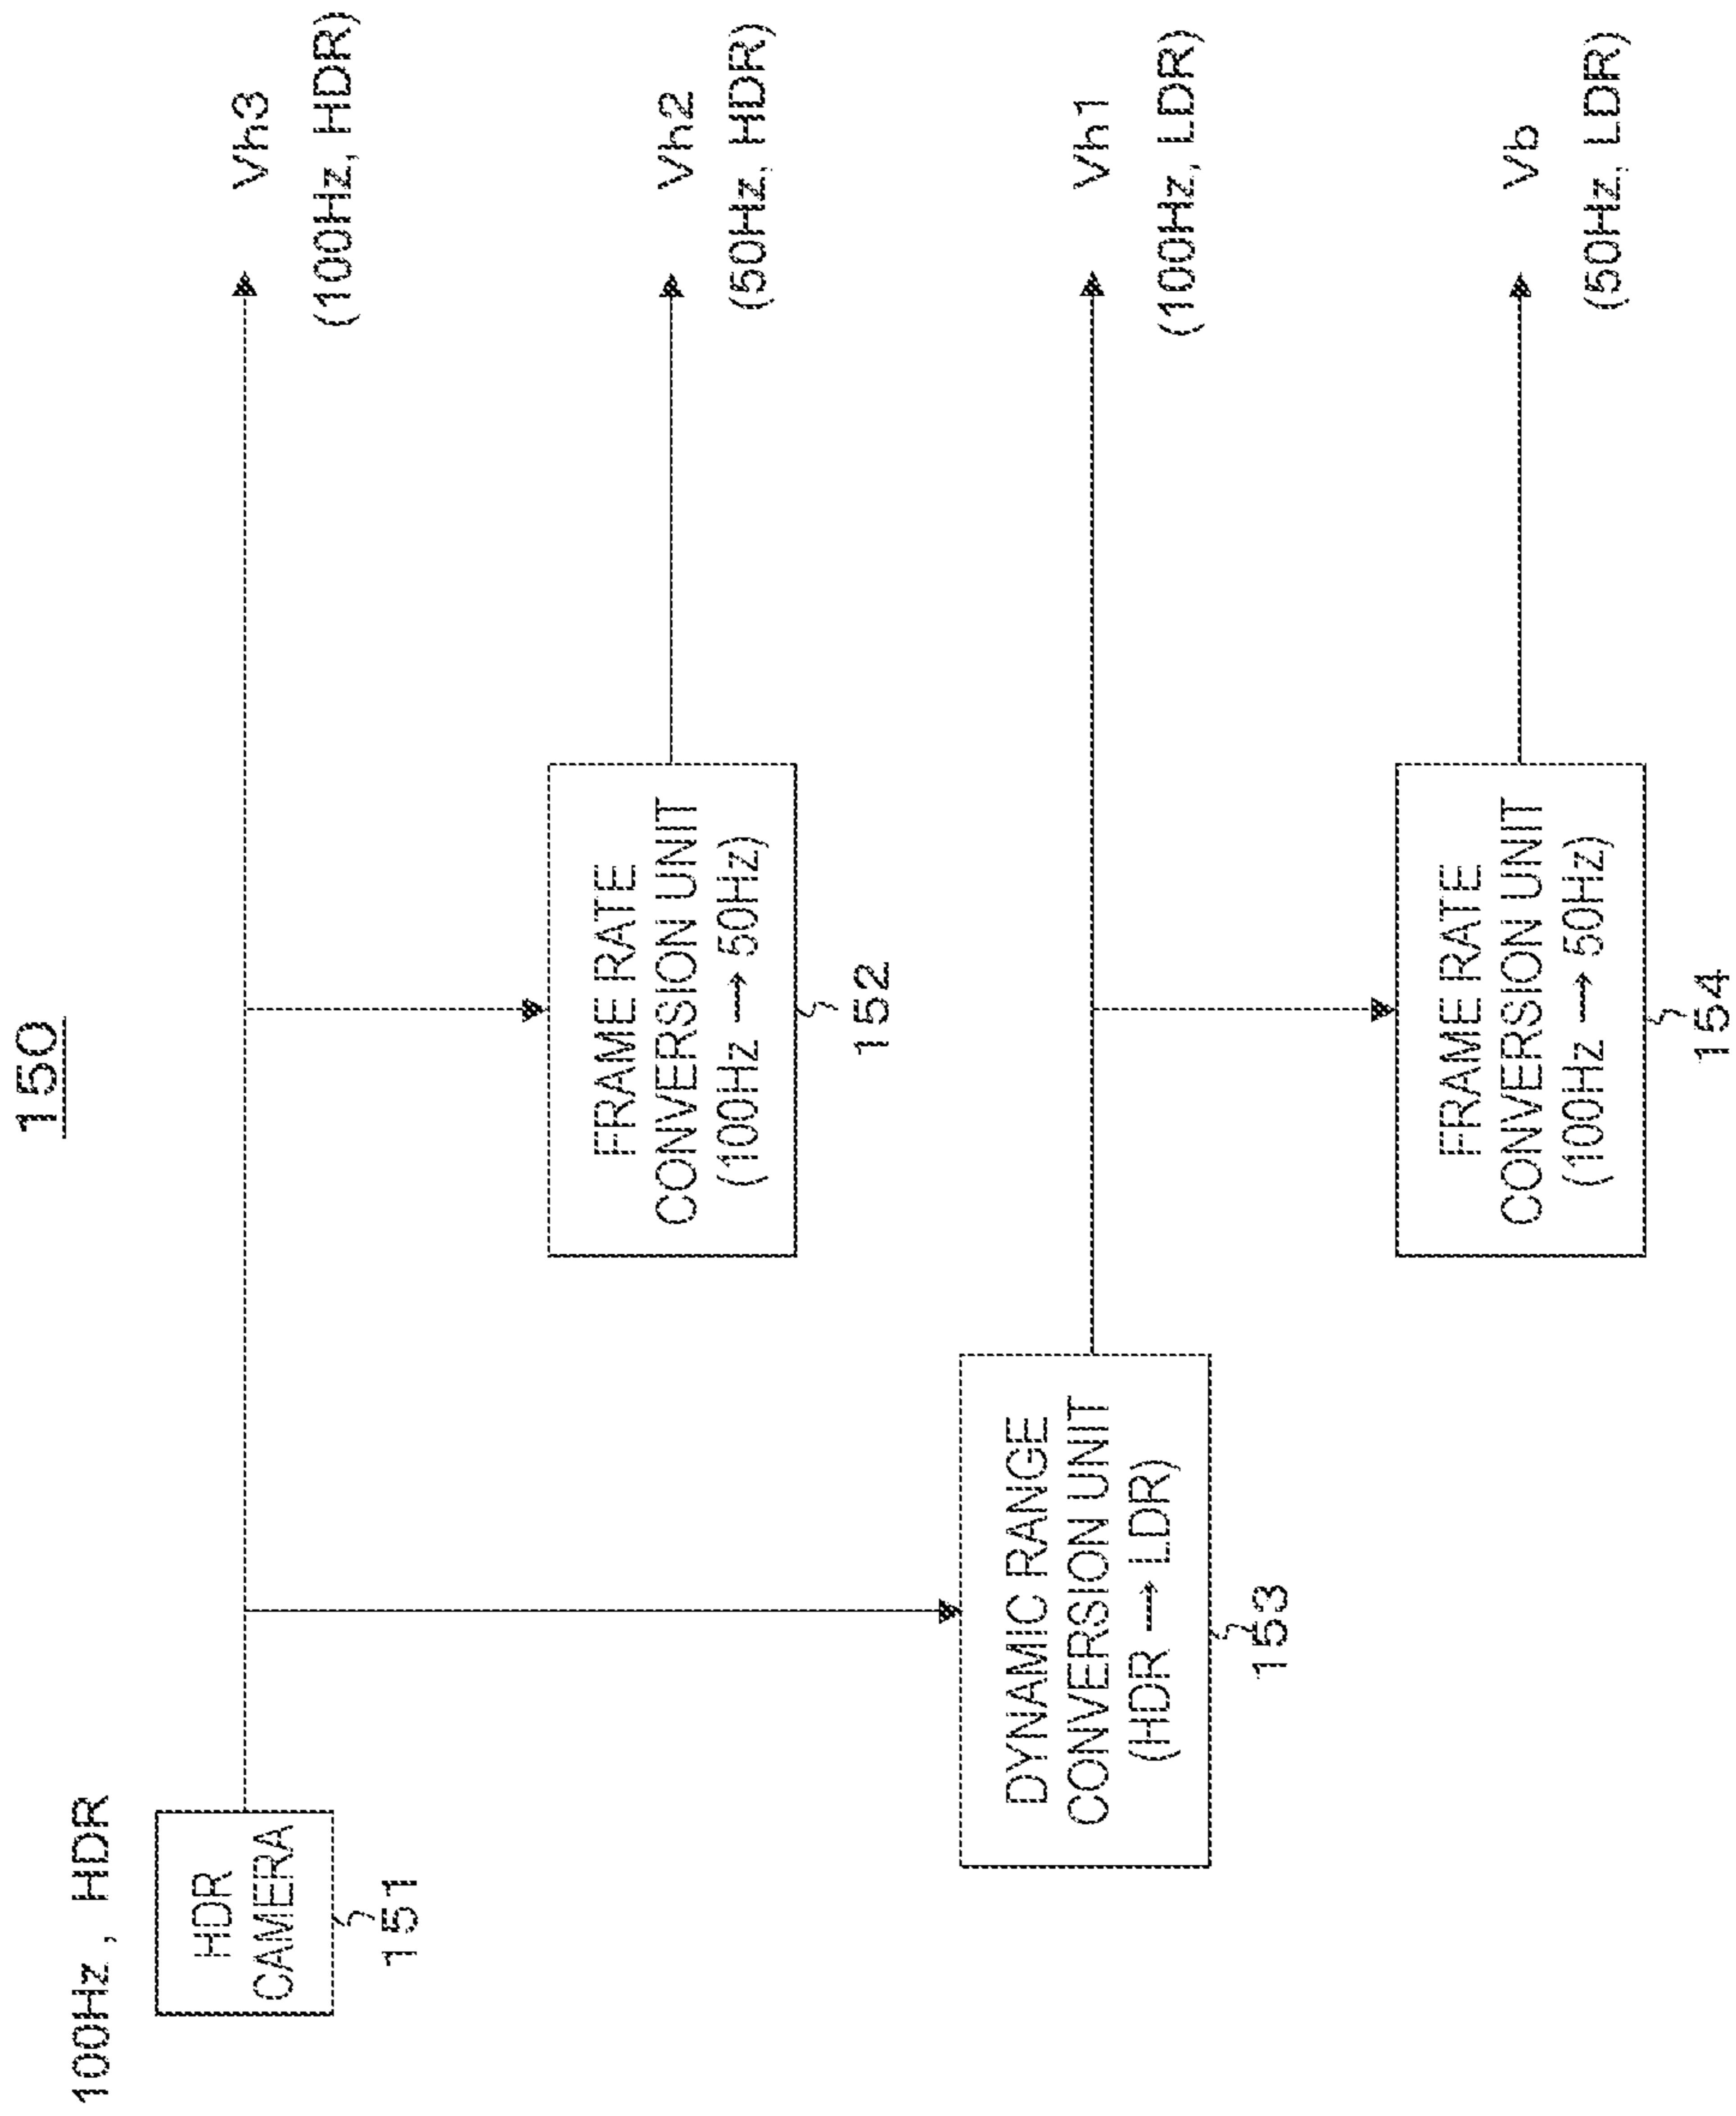 150
100Hz , HDR
HDR
CAMERA
151
Vh3
(100Hz, HDR)
FRAME RATE
CONVERSION UNIT
(100Hz → 50Hz)
152
Vh2
(50Hz, HDR)
DYNAMIC RANGE
CONVERSION UNIT
(HDR → LDR)
153
Vh1
(100Hz, LDR)
FRAME RATE
CONVERSION UNIT
(100Hz → 50Hz)
154
Vb
(50Hz, LDR)